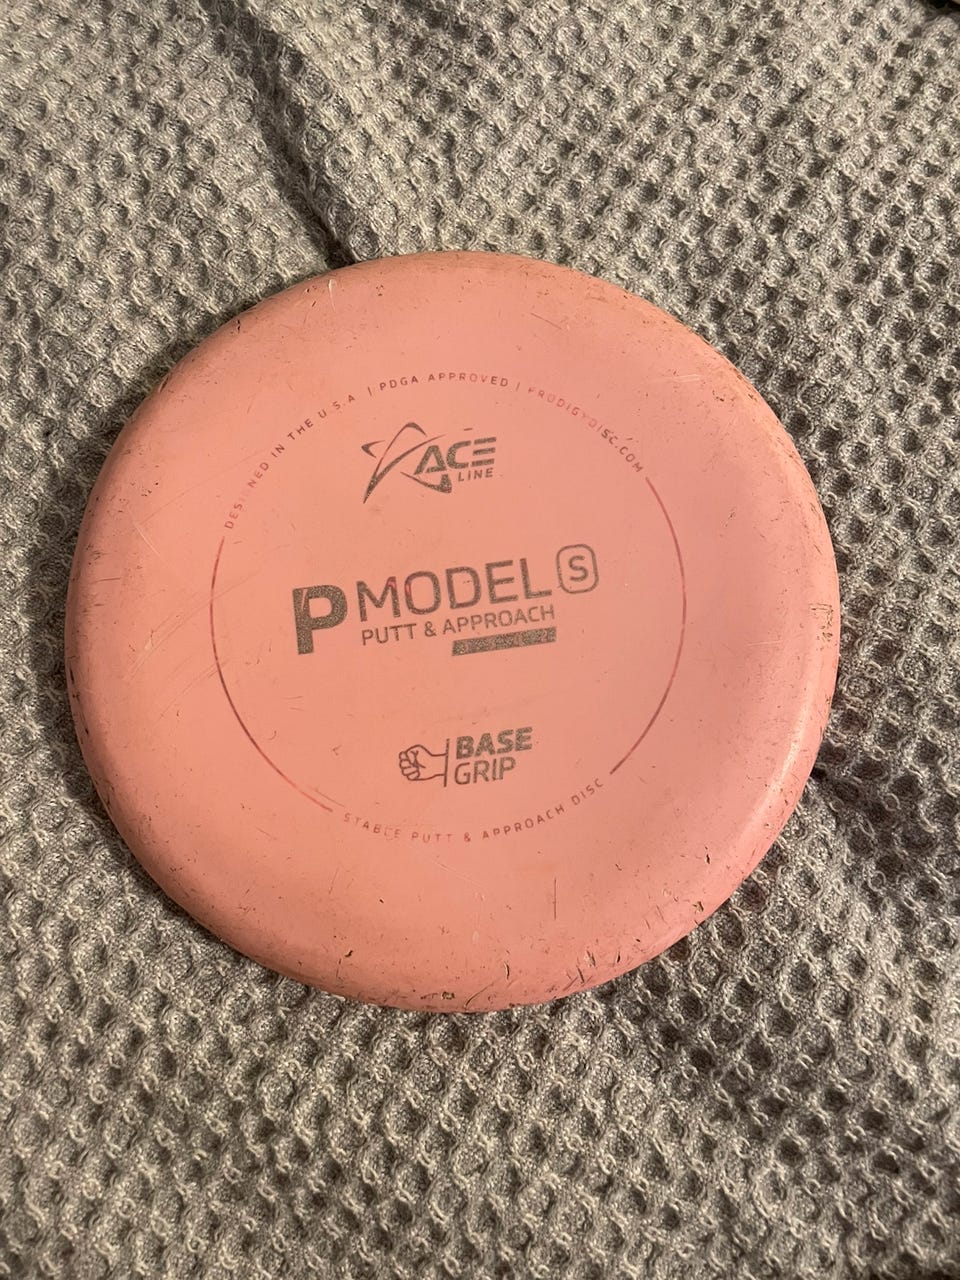 DESIGNED IN THE U.S.A | PDGA APPROVED | PRODIGYDISC.COM
ACE
LINE
P MODEL S
PUTT & APPROACH
BASE
GRIP
STABLE PUTT & APPROACH DISC